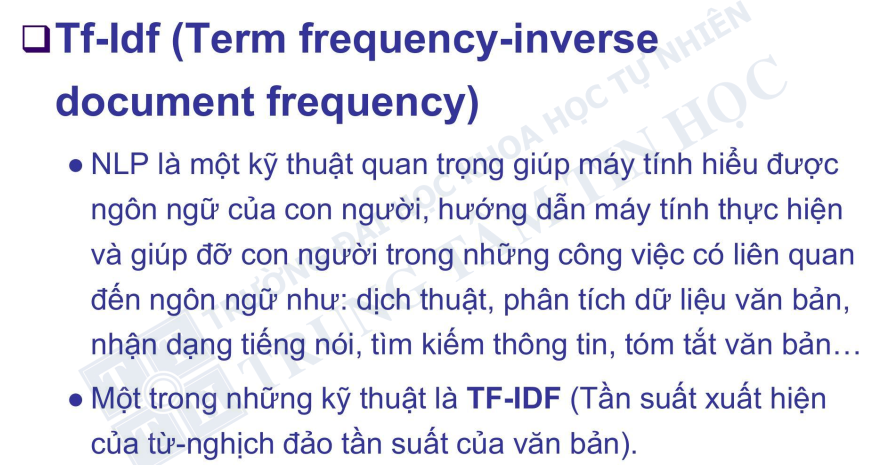 Tf-Idf (Term frequency-inverse
document frequency)
● NLP là một kỹ thuật quan trọng giúp máy tính hiểu được
ngôn ngữ của con người, hướng dẫn máy tính thực hiện
và giúp đỡ con người trong những công việc có liên quan
đến ngôn ngữ như: dịch thuật, phân tích dữ liệu văn bản,
nhận dạng tiếng nói, tìm kiếm thông tin, tóm tắt văn bản…
● Một trong những kỹ thuật là TF-IDF (Tần suất xuất hiện
của từ-nghịch đảo tần suất của văn bản).
TRƯỜNG ĐẠI HỌC KHOA HỌC TỰ NHIÊN
TRUNG TÂM TIN HỌC